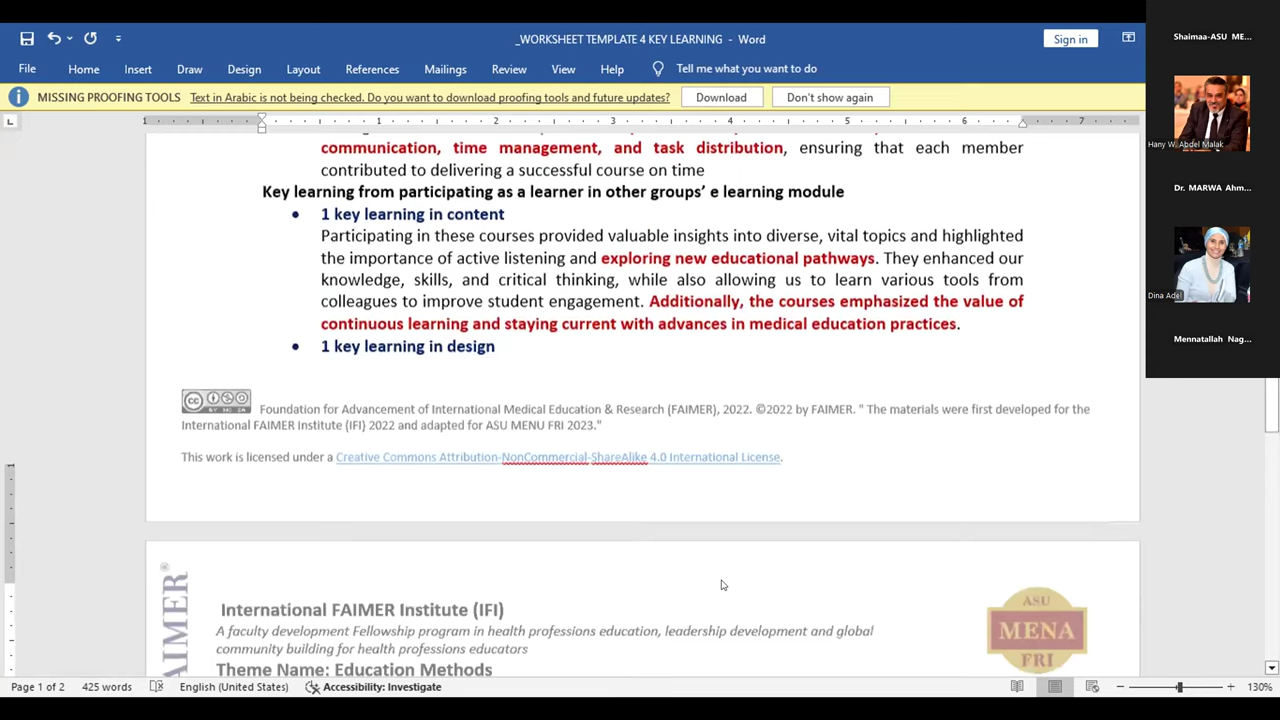 _WORKSHEET TEMPLATE 4 KEY LEARNING - Word
Sign in
Shaimaa-ASU ME...
File Home Insert Draw Design Layout References Mailings Review View Help Tell me what you want to do
MISSING PROOFING TOOLS Text in Arabic is not being checked. Do you want to download proofing tools and future updates? Download Don't show again
1 1 2 3 4 5 6 7
communication, time management, and task distribution, ensuring that each member
contributed to delivering a successful course on time
Key learning from participating as a learner in other groups' e learning module
• 1 key learning in content
Participating in these courses provided valuable insights into diverse, vital topics and highlighted
the importance of active listening and exploring new educational pathways. They enhanced our
knowledge, skills, and critical thinking, while also allowing us to learn various tools from
colleagues to improve student engagement. Additionally, the courses emphasized the value of
continuous learning and staying current with advances in medical education practices.
• 1 key learning in design
Hany W. Abdel Malak
Dr. MARWA Ahm...
Dina Adel
Mennatallah Nag...
cc BY NC SA
Foundation for Advancement of International Medical Education & Research (FAIMER), 2022. ©2022 by FAIMER. " The materials were first developed for the
International FAIMER Institute (IFI) 2022 and adapted for ASU MENU FRI 2023."
This work is licensed under a Creative Commons Attribution-NonCommercial-ShareAlike 4.0 International License.
AIMER®
International FAIMER Institute (IFI)
A faculty development Fellowship program in health professions education, leadership development and global
community building for health professions educators
Theme Name: Education Methods
ASU
MENA
FRI
Page 1 of 2 425 words English (United States) Accessibility: Investigate 130%